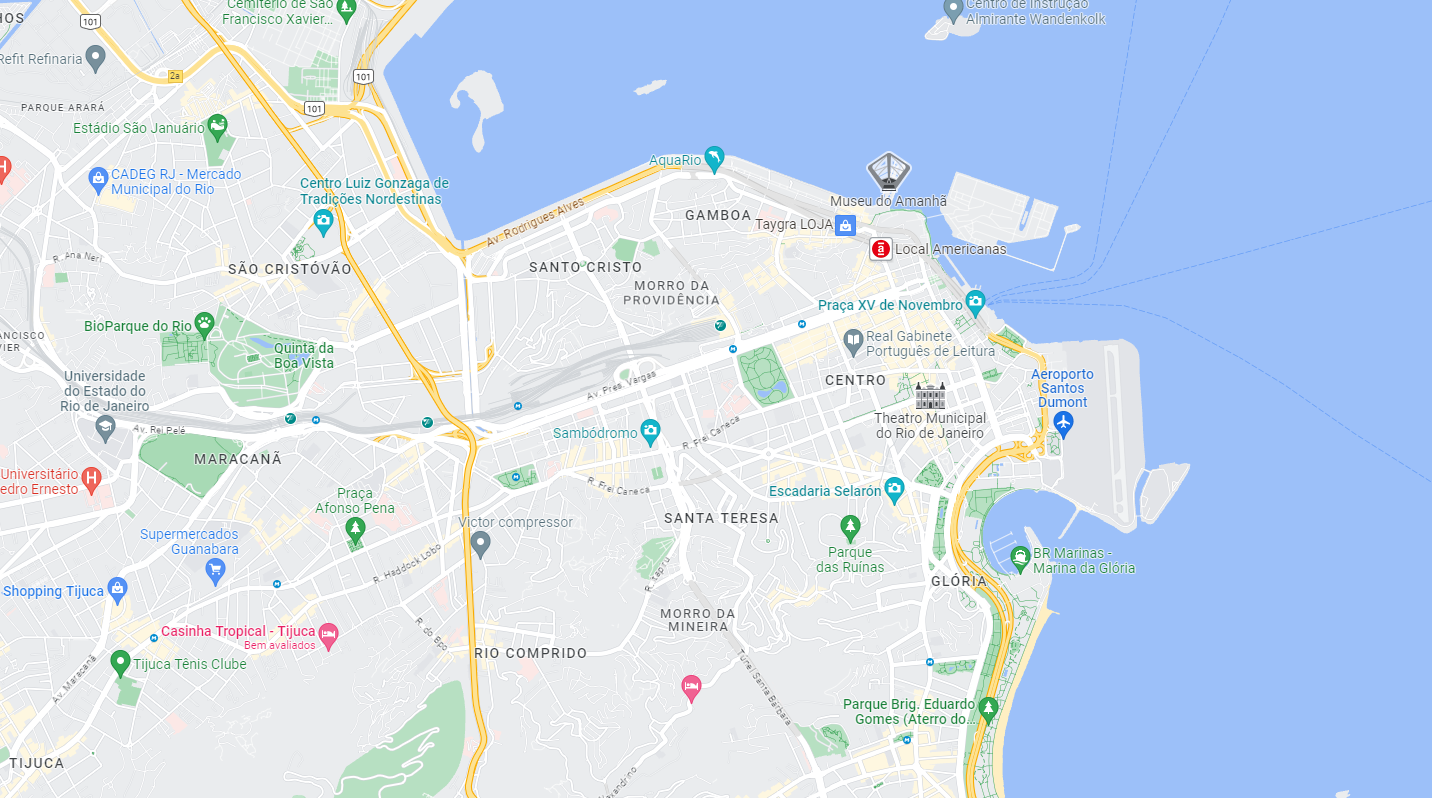 Cemitério de São
Francisco Xavier...
Centro de Instrução
Almirante Wandenkolk
HOS
101
Refit Refinaria
2a
101
101
PARQUE ARARÁ
Estádio São Januário
CADEG RJ - Mercado
Municipal do Rio
H
Centro Luiz Gonzaga de
Tradições Nordestinas
AquaRio
Museu do Amanhã
Av. Rodrigues Alves
GAMBOA
Taygra LOJA
Local Americanas
R. Ana Neri
SÃO CRISTÓVÃO
SANTO CRISTO
MORRO DA
PROVIDÊNCIA
Praça XV de Novembro
BioParque do Rio
Quinta da
Boa Vista
ANCISCO
VIER
Real Gabinete
Português de Leitura
Universidade
do Estado do
Rio de Janeiro
Av. Pres. Vargas
CENTRO
Aeroporto
Santos
Dumont
Theatro Municipal
do Rio de Janeiro
Av. Rei Pelé
Sambódromo
R. Frei Caneca
MARACANÃ
Universitário
edro Ernesto
H
R. Frei Caneca
Escadaria Selarón
Praça
Afonso Pena
Victor compressor
SANTA TERESA
Supermercados
Guanabara
Parque
das Ruínas
BR Marinas -
Marina da Glória
R. Haddock Lobo
R. Itapiru
GLÓRIA
Shopping Tijuca
MORRO DA
MINEIRA
Casinha Tropical - Tijuca
Bem avaliados
R. do Bco
RIO COMPRIDO
Tijuca Tênis Clube
Av. Maracanã
Túne Santa Bárbara
Parque Brig. Eduardo
Gomes (Aterro do...
TIJUCA